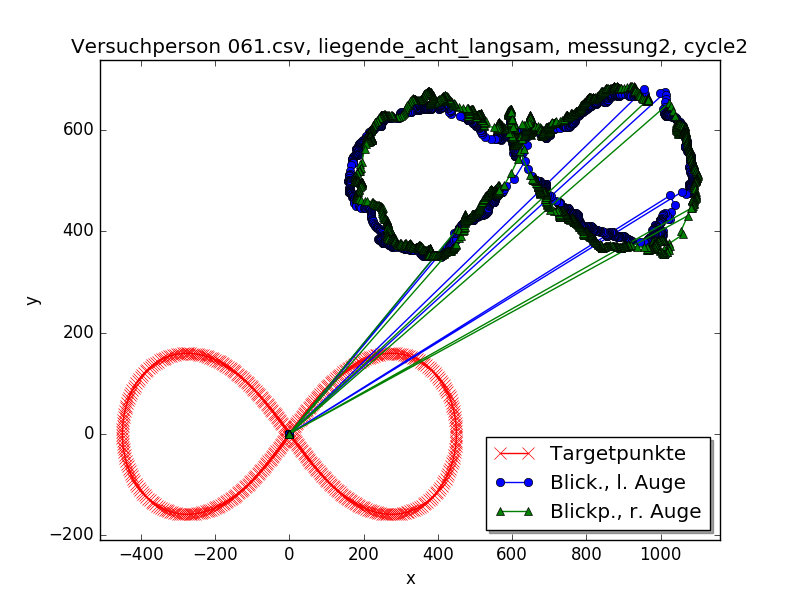 Versuchperson 061.csv, liegende_acht_langsam, messung2, cycle2
600
400
y
200
0
−200
−400
−200
0
200
400
600
800
1000
x
Targetpunkte
Blick., l. Auge
Blickp., r. Auge